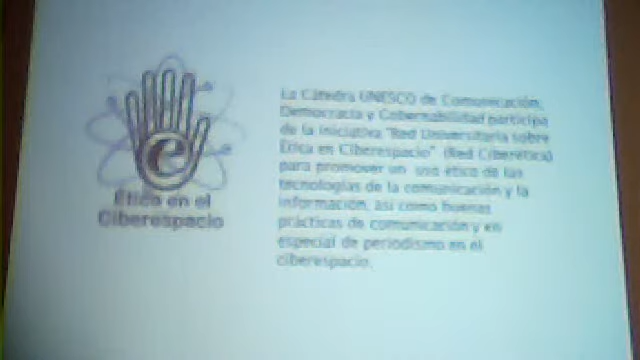 Ética en el
Ciberespacio
La Cátedra UNESCO de Comunicación,
Democracia y Gobernabilidad participa
de la iniciativa "Red Universitaria sobre
Ética en Ciberespacio" (Red Ciberética)
para promover un uso ético de las
tecnologías de la comunicación y la
información, así como buenas
prácticas de comunicación y en
especial de periodismo en el
ciberespacio.